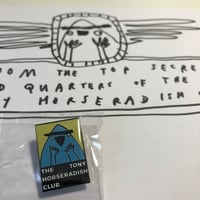 OM THE TOP SECRE
D QUARTERS OF THE
Y HORSERADISH
THE TONY
HORSERADISH
CLUB